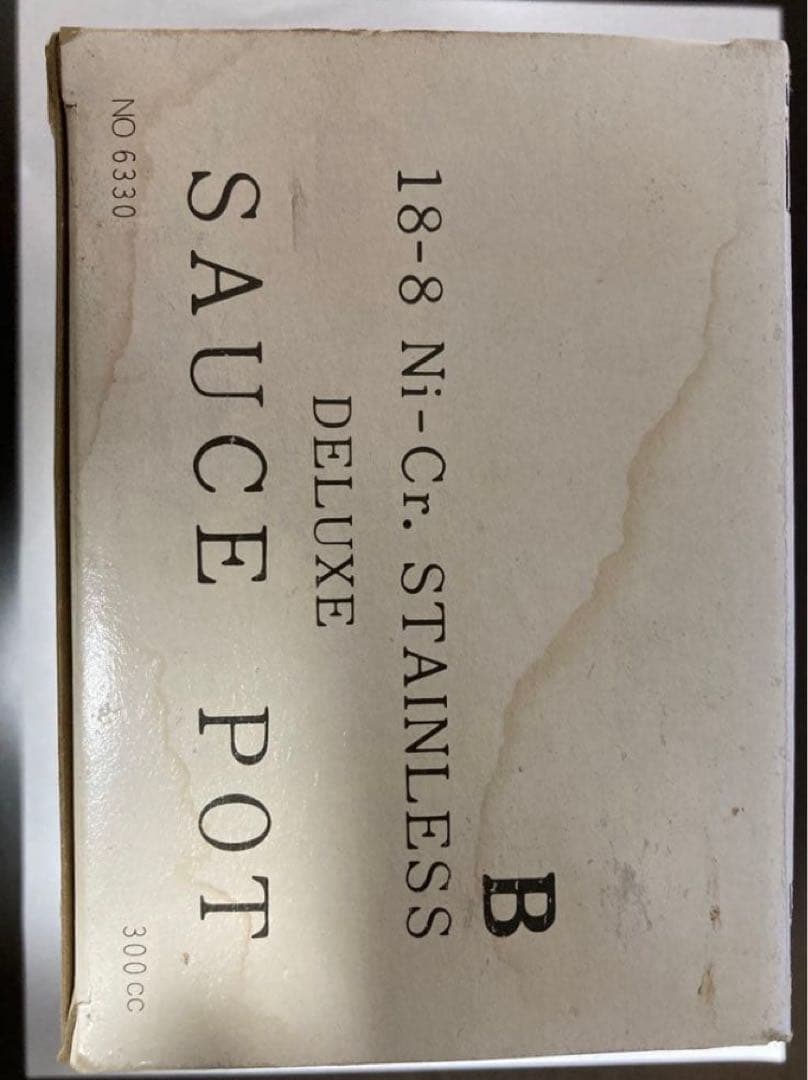 B
18-8 Ni-Cr. STAINLESS
DELUXE
SAUCE POT
NO 6330
300CC